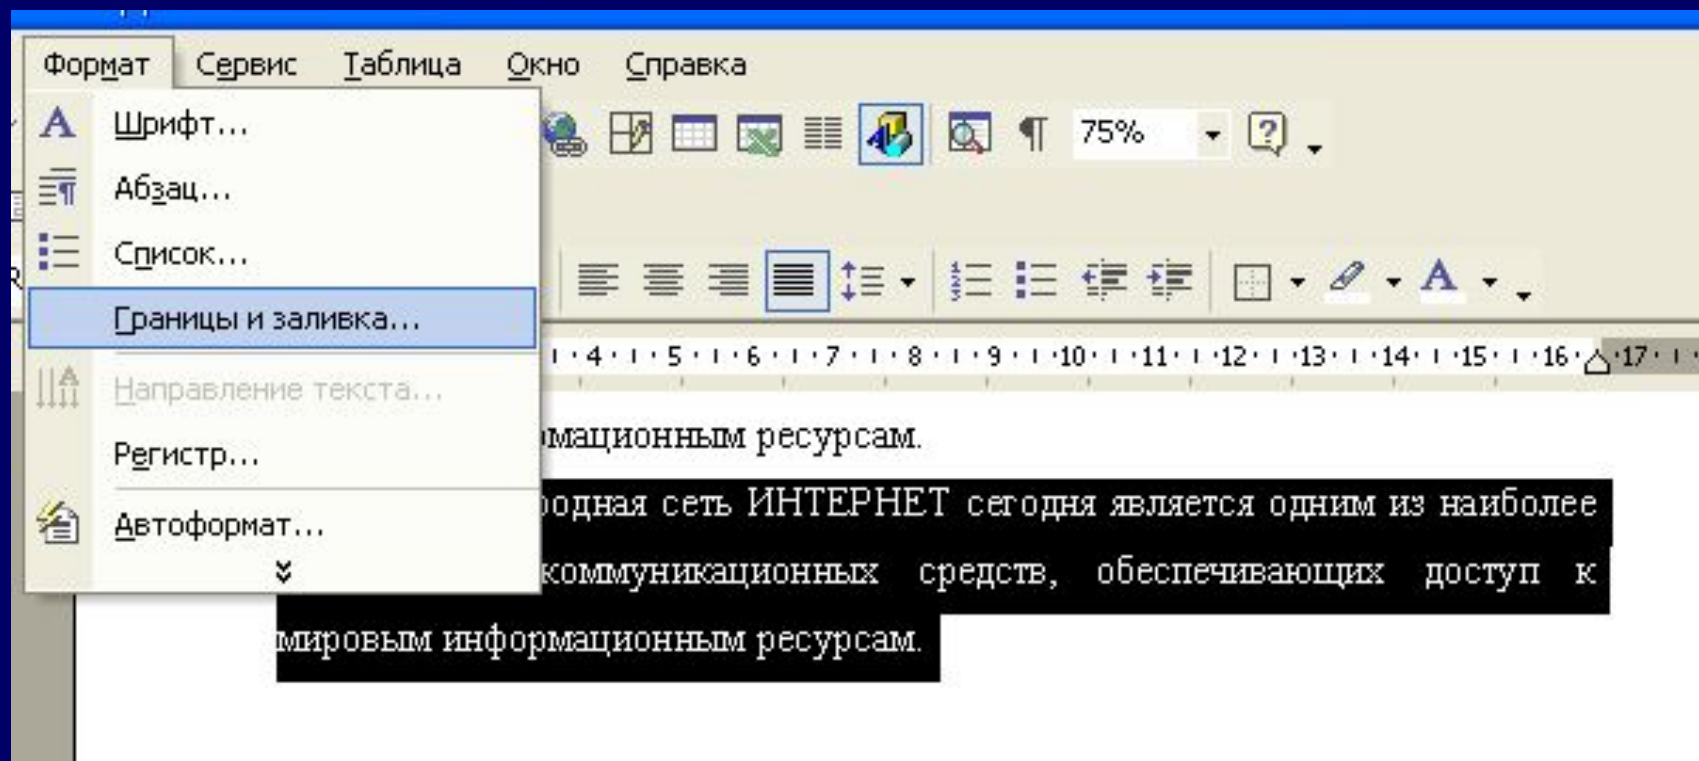 Формат Сервис Таблица Окно Справка
Шрифт...
75%
Абзац...
Список...
Границы и заливка...
4 5 6 7 8 9 10 11 12 13 14 15 16 17
Направление текста...
Регистр...
Автоформат...
мационным ресурсам.
родная сеть ИНТЕРНЕТ сегодня является одним из наиболее
коммуникационных средств, обеспечивающих доступ к
мировым информационным ресурсам.